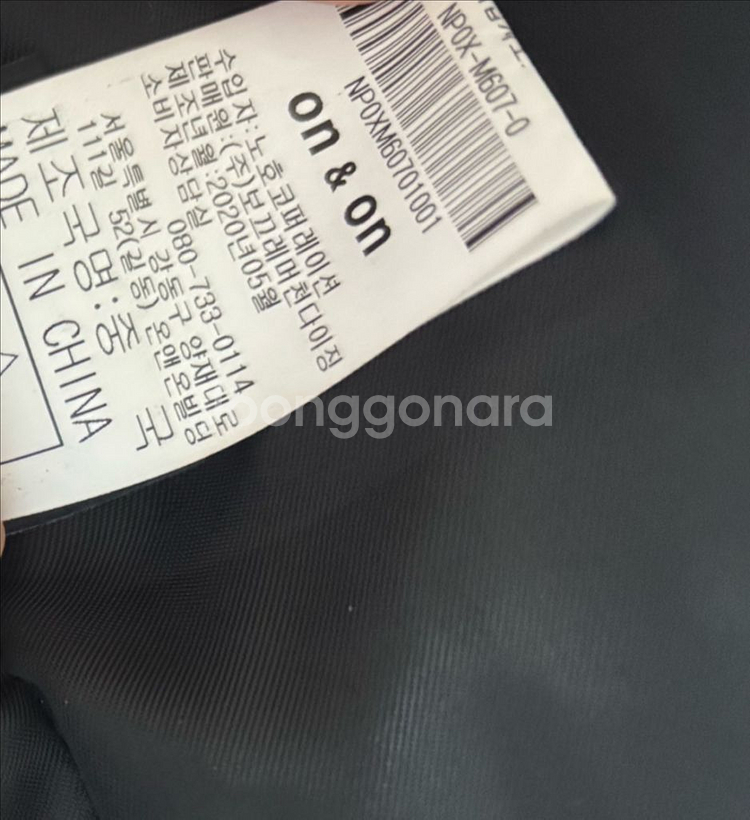 NPOX-M607-0
NPOXM60701001
on & on
수입자:노호코퍼레이션
판매원:(주)보끄레머천다이징
제조년월:2020년05월
소비자상담실 080-733-0114
서울특별시 강동구 양재대로
111길 52(길동) 온앤온빌딩
제조국명:중 국
MADE IN CHINA
joonggonara